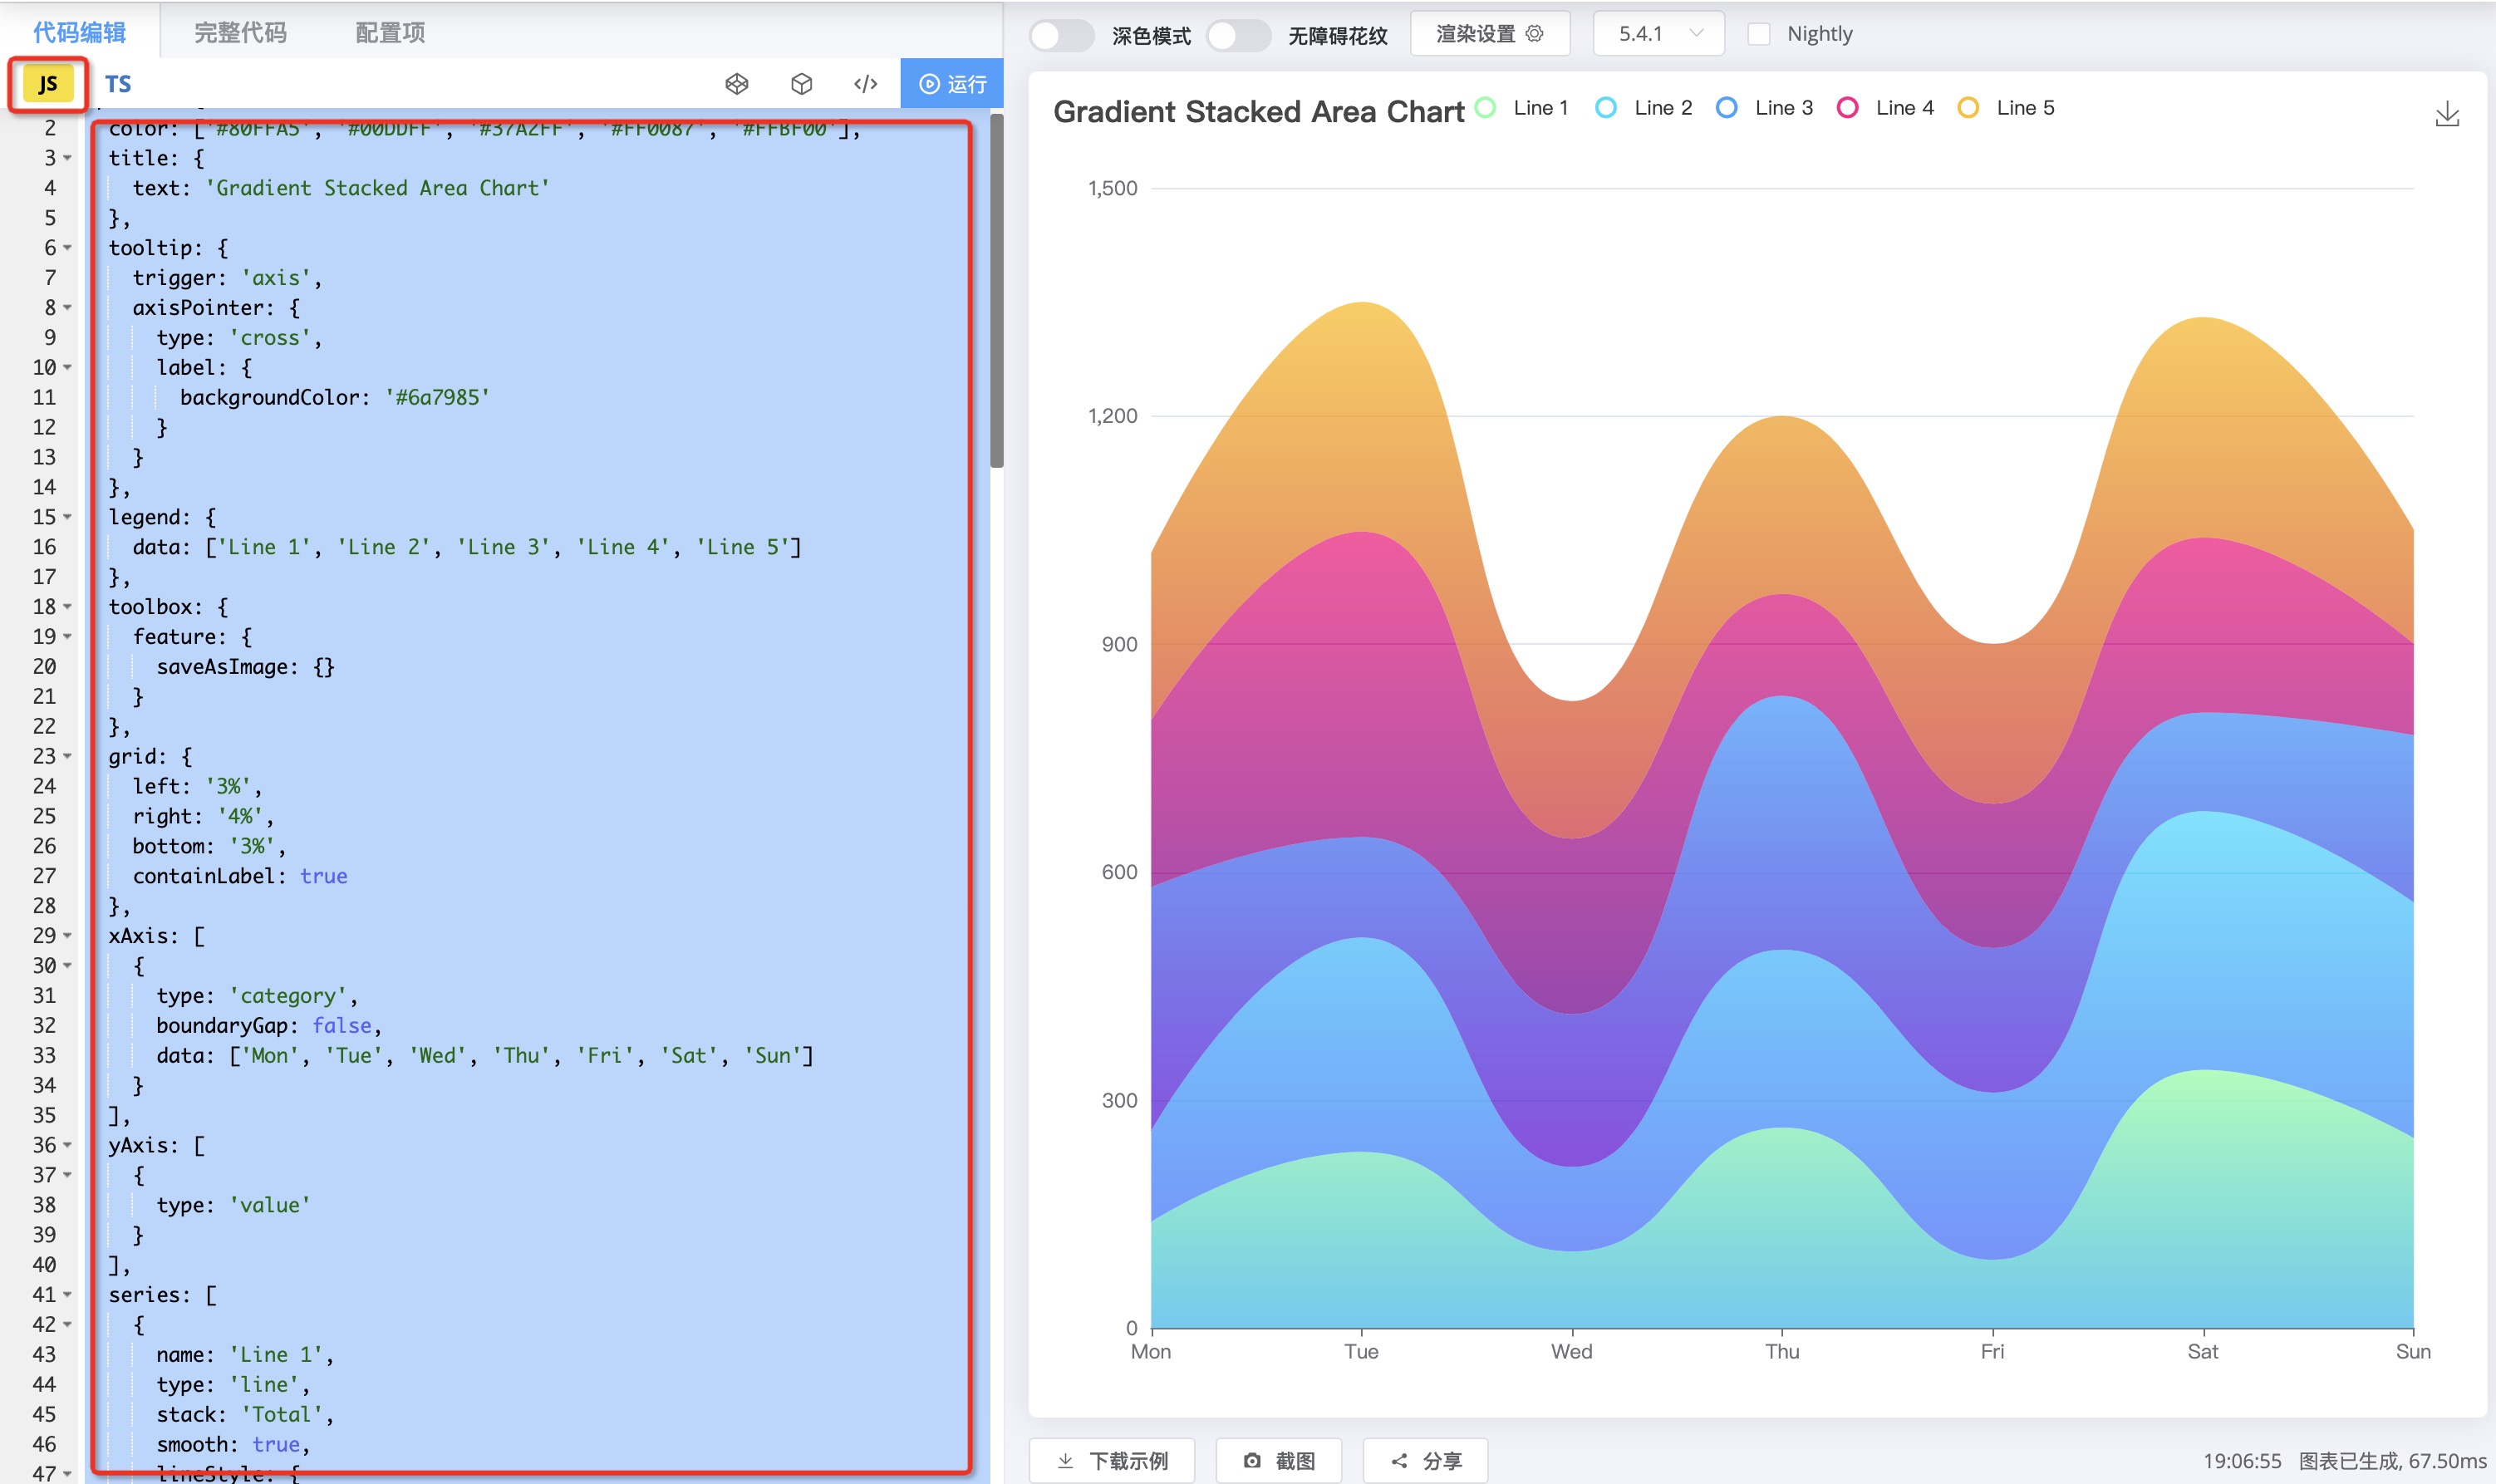 代码编辑 完整代码 配置项
JS TS 运行
2 color: ['#80FFA5', '#00DDFF', '#37A2FF', '#FF0087', '#FFBF00'],
3 title: {
4 text: 'Gradient Stacked Area Chart'
5 },
6 tooltip: {
7 trigger: 'axis',
8 axisPointer: {
9 type: 'cross',
10 label: {
11 backgroundColor: '#6a7985'
12 }
13 }
14 },
15 legend: {
16 data: ['Line 1', 'Line 2', 'Line 3', 'Line 4', 'Line 5']
17 },
18 toolbox: {
19 feature: {
20 saveAsImage: {}
21 }
22 },
23 grid: {
24 left: '3%',
25 right: '4%',
26 bottom: '3%',
27 containLabel: true
28 },
29 xAxis: [
30 {
31 type: 'category',
32 boundaryGap: false,
33 data: ['Mon', 'Tue', 'Wed', 'Thu', 'Fri', 'Sat', 'Sun']
34 }
35 ],
36 yAxis: [
37 {
38 type: 'value'
39 }
40 ],
41 series: [
42 {
43 name: 'Line 1',
44 type: 'line',
45 stack: 'Total',
46 smooth: true,
47 lineStyle: {
深色模式 无障碍花纹 渲染设置 5.4.1 Nightly
Gradient Stacked Area Chart Line 1 Line 2 Line 3 Line 4 Line 5
1,500
1,200
900
600
300
0
Mon Tue Wed Thu Fri Sat Sun
下载示例 截图 分享 19:06:55 图表已生成, 67.50ms